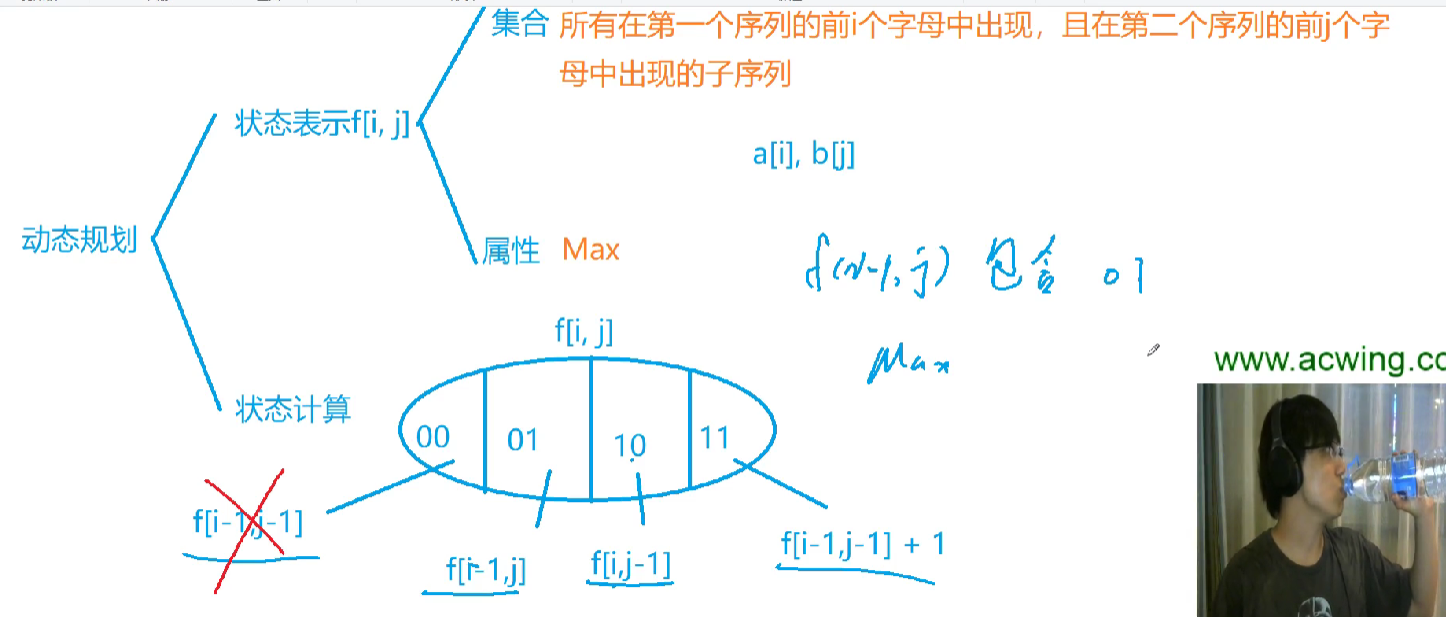 集合 所有在第一个序列的前i个字母中出现，且在第二个序列的前j个字
母中出现的子序列
状态表示f[i, j]
a[i], b[j]
动态规划
属性 Max
f(i-1, j) 包含 01
f[i, j]
Max
www.acwing.co
状态计算
00 01 10 11
f[i-1,j-1]
f[i-1,j]
f[i,j-1]
f[i-1,j-1] + 1